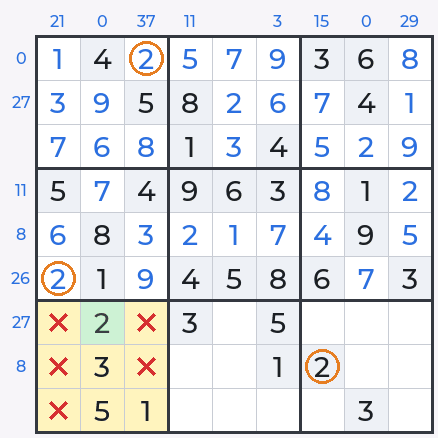 21 0 37 11 3 15 0 29
0 1 4 2 5 7 9 3 6 8
27 3 9 5 8 2 6 7 4 1
7 6 8 1 3 4 5 2 9
11 5 7 4 9 6 3 8 1 2
8 6 8 3 2 1 7 4 9 5
26 2 1 9 4 5 8 6 7 3
27 2 3 5
8 3 1 2
5 1 3